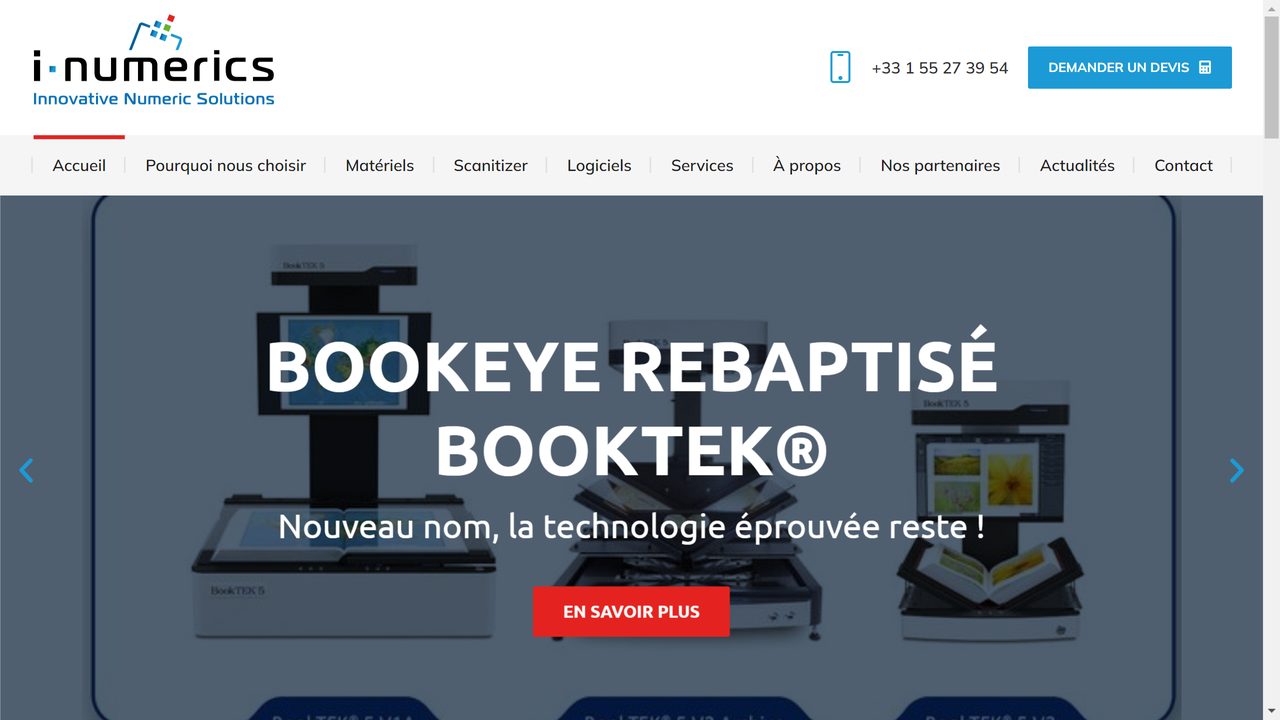 i·numerics
Innovative Numeric Solutions
+33 1 55 27 39 54
DEMANDER UN DEVIS
Accueil
Pourquoi nous choisir
Matériels
Scanitizer
Logiciels
Services
À propos
Nos partenaires
Actualités
Contact
BookTEK 5
BookTEK 5
BOOKEYE REBAPTISÉ
BOOKTEK®
Nouveau nom, la technologie éprouvée reste !
BookTEK 5
EN SAVOIR PLUS